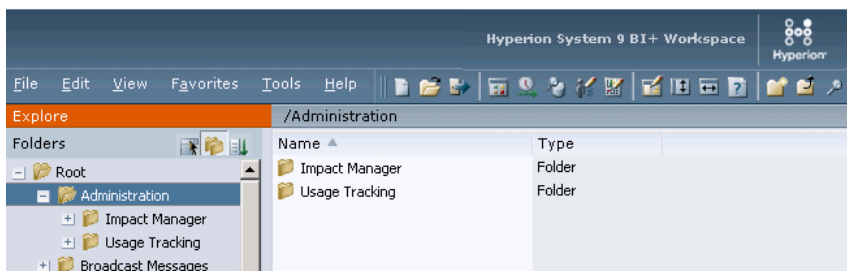 Hyperion System 9 BI+ Workspace
Hyperion
File Edit View Favorites Tools Help
Explore
/Administration
Folders
Name Type
Root
Impact Manager Folder
Administration
Usage Tracking Folder
Impact Manager
Usage Tracking
Broadcast Messages